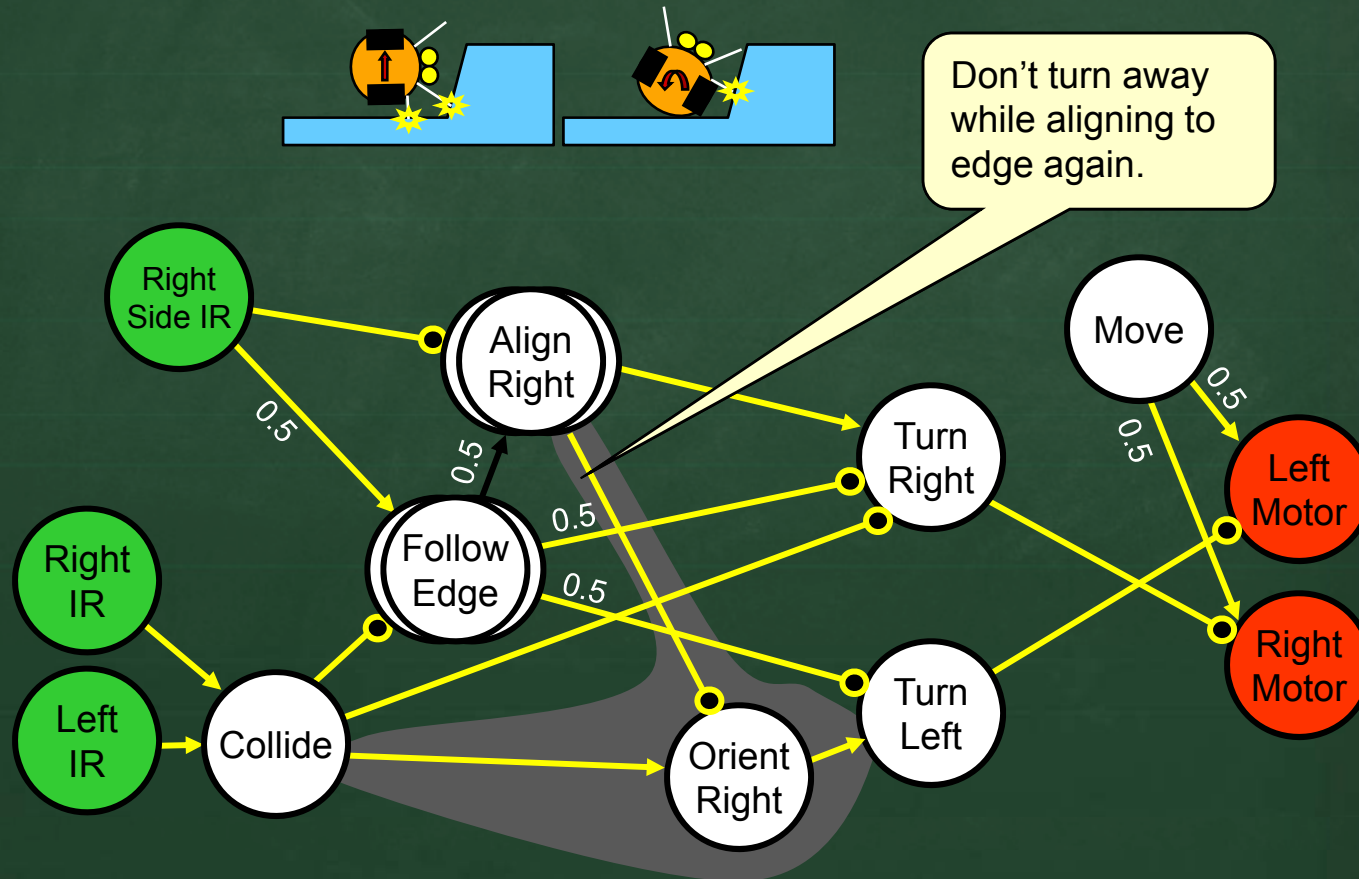 Don’t turn away
while aligning to
edge again.
Right
Side IR
Align
Right
Move
0.5
0.5
0.5
0.5
Turn
Right
Left
Motor
0.5
Right
IR
Follow
Edge
0.5
Right
Motor
Left
IR
Collide
Turn
Left
Orient
Right